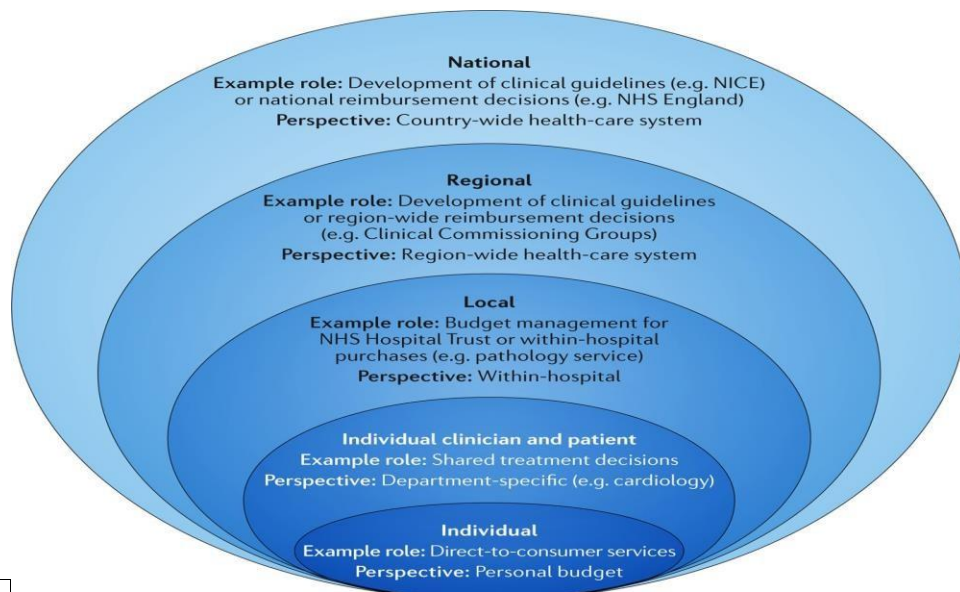 National
Example role: Development of clinical guidelines (e.g. NICE)
or national reimbursement decisions (e.g. NHS England)
Perspective: Country-wide health-care system
Regional
Example role: Development of clinical guidelines
or region-wide reimbursement decisions
(e.g. Clinical Commissioning Groups)
Perspective: Region-wide health-care system
Local
Example role: Budget management for
NHS Hospital Trust or within-hospital
purchases (e.g. pathology service)
Perspective: Within-hospital
Individual clinician and patient
Example role: Shared treatment decisions
Perspective: Department-specific (e.g. cardiology)
Individual
Example role: Direct-to-consumer services
Perspective: Personal budget